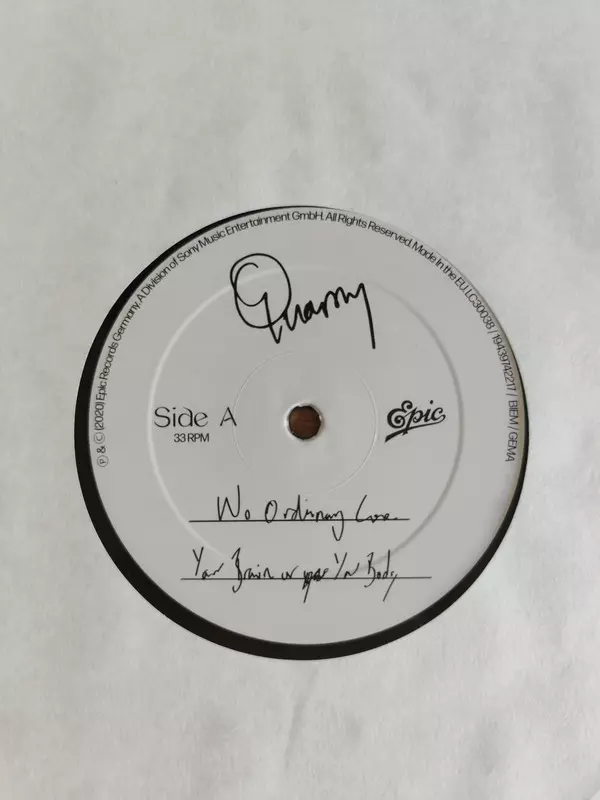 ℗ & © (2020) Epic Records Germany. A Division of Sony Music Entertainment GmbH. All Rights Reserved. Made In the EU. LC30038 / 19439742217 / BIEM / GEMA
Quarry
Side A
33 RPM
Epic
No Ordinary Love
Your Brain or Your Body